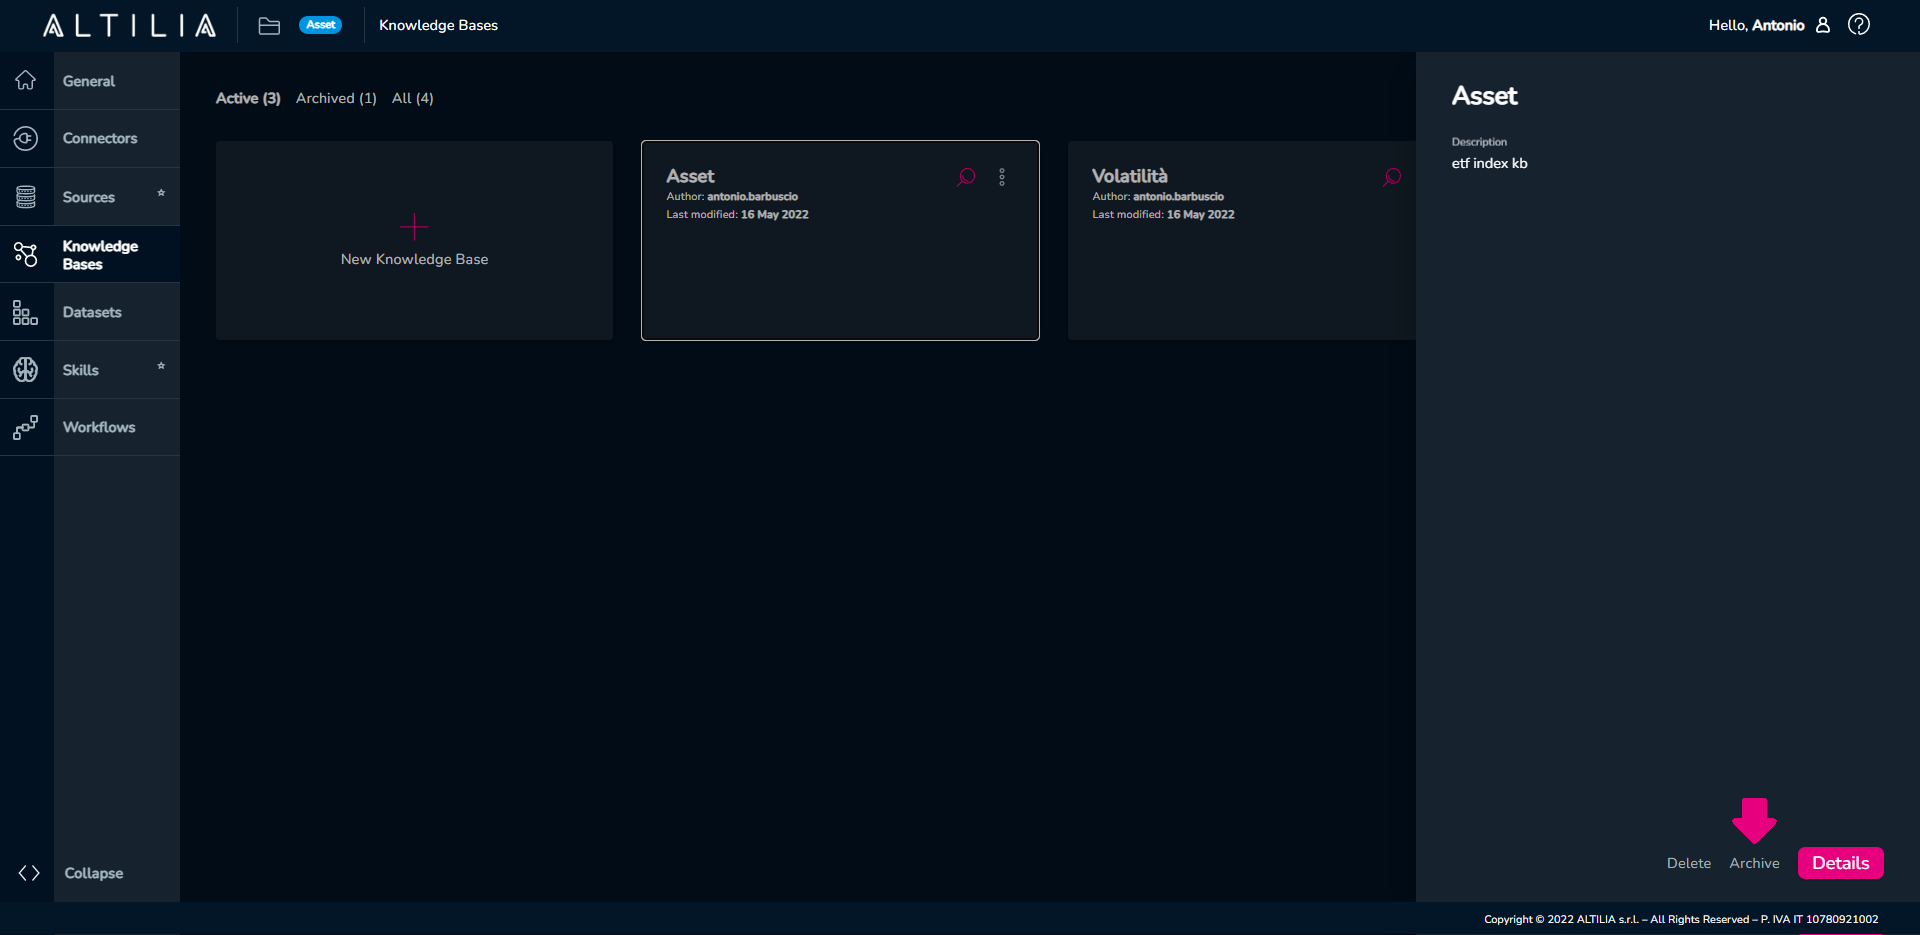 ALTILIA
Asset
Knowledge Bases
Hello, Antonio
General
Connectors
Sources
Knowledge
Bases
Datasets
Skills
Workflows
Collapse
Active (3) Archived (1) All (4)
New Knowledge Base
Asset
Author: antonio.barbuscio
Last modified: 16 May 2022
Volatilità
Author: antonio.barbuscio
Last modified: 16 May 2022
Asset
Description
etf index kb
Delete Archive Details
Copyright © 2022 ALTILIA s.r.l. – All Rights Reserved – P. IVA IT 10780921002